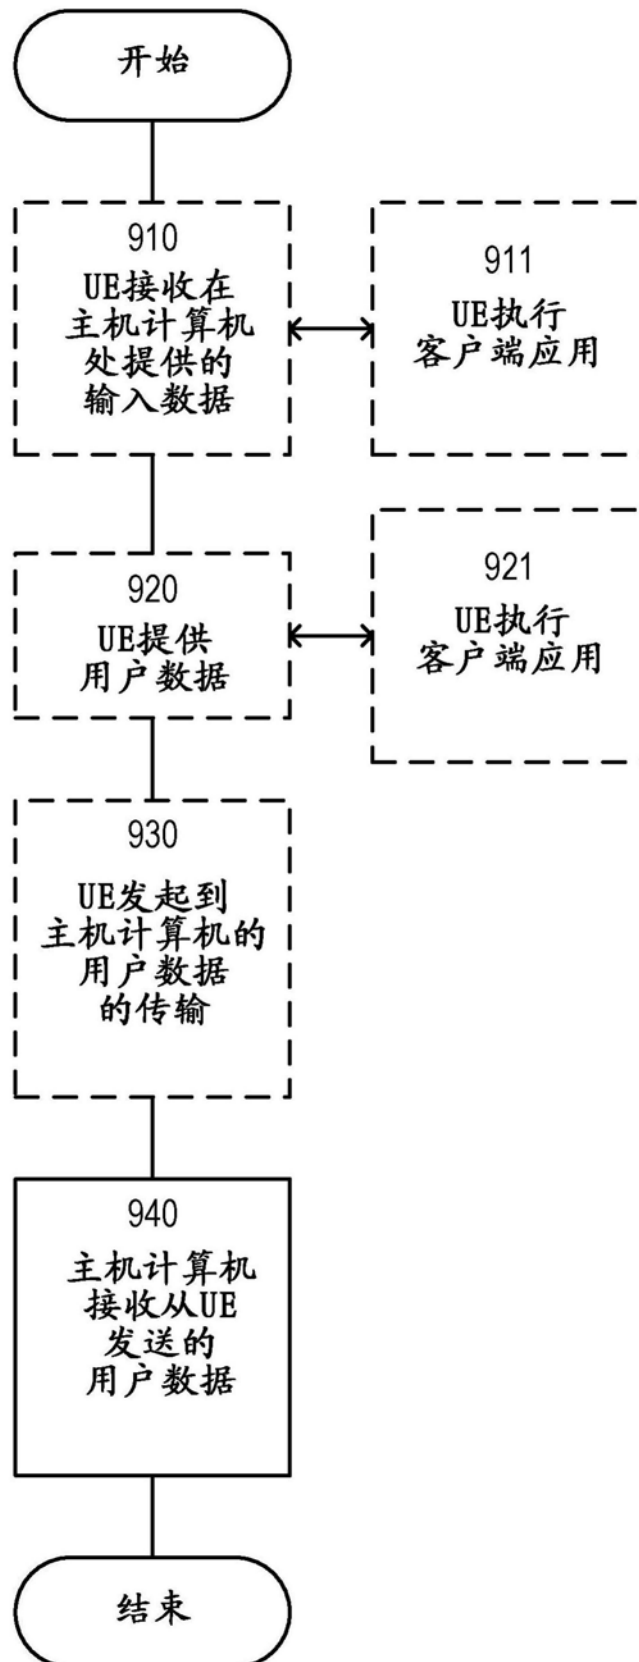 开始
910
UE接收在
主机计算机
处提供的
输入数据
911
UE执行
客户端应用
920
UE提供
用户数据
921
UE执行
客户端应用
930
UE发起到
主机计算机的
用户数据
的传输
940
主机计算机
接收从UE
发送的
用户数据
结束